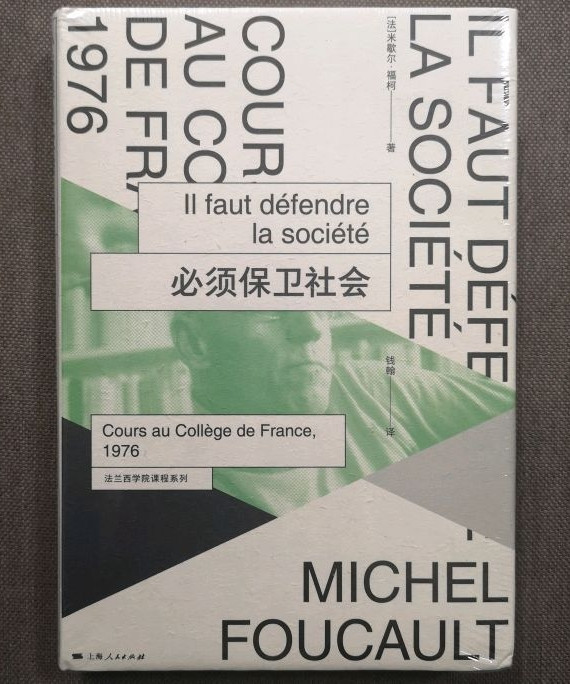 IL FAUT DÉFE
LA SOCIÉTÉ
COUR
AU CO
DE FRA
1976
[法]米歇尔·福柯 著
Il faut défendre
la société
必须保卫社会
钱翰 译
Cours au Collège de France,
1976
法兰西学院课程系列
MICHEL
FOUCAULT
上海人民出版社